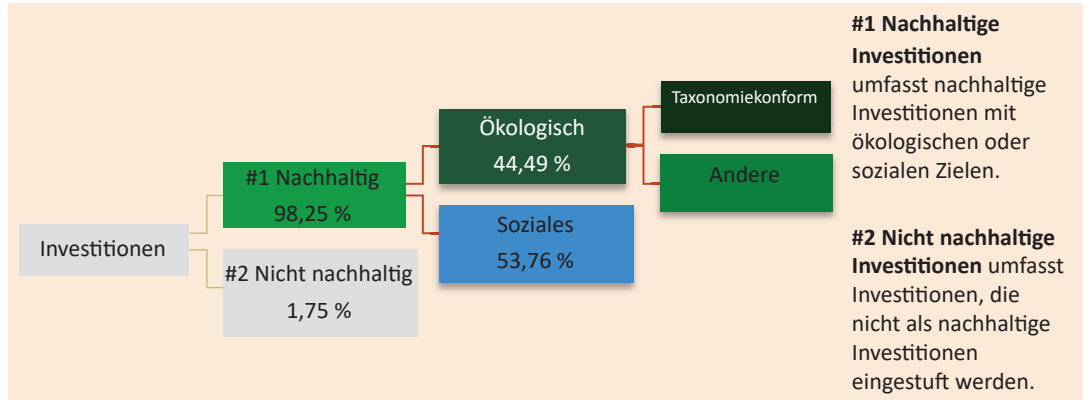 Investitionen
#1 Nachhaltig
98,25 %
#2 Nicht nachhaltig
1,75 %
Ökologisch
44,49 %
Soziales
53,76 %
Taxonomiekonform
Andere
#1 Nachhaltige
Investitionen
umfasst nachhaltige
Investitionen mit
ökologischen oder
sozialen Zielen.
#2 Nicht nachhaltige
Investitionen umfasst
Investitionen, die
nicht als nachhaltige
Investitionen
eingestuft werden.